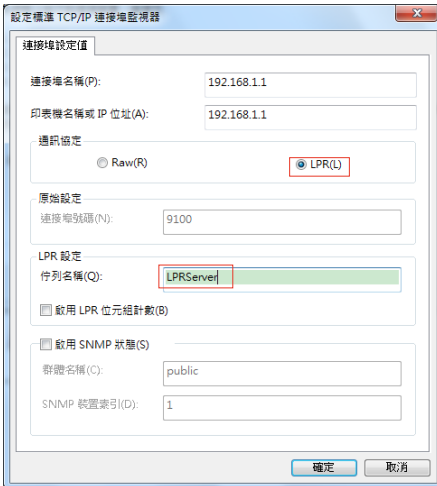 設定標準 TCP/IP 連接埠監視器
連接埠設定值
連接埠名稱(P): 192.168.1.1
印表機名稱或 IP 位址(A): 192.168.1.1
通訊協定
Raw(R) LPR(L)
原始設定
連接埠號碼(N): 9100
LPR 設定
佇列名稱(Q): LPRServer
啟用 LPR 位元組計數(B)
啟用 SNMP 狀態(S)
群體名稱(C): public
SNMP 裝置索引(D): 1
確定 取消